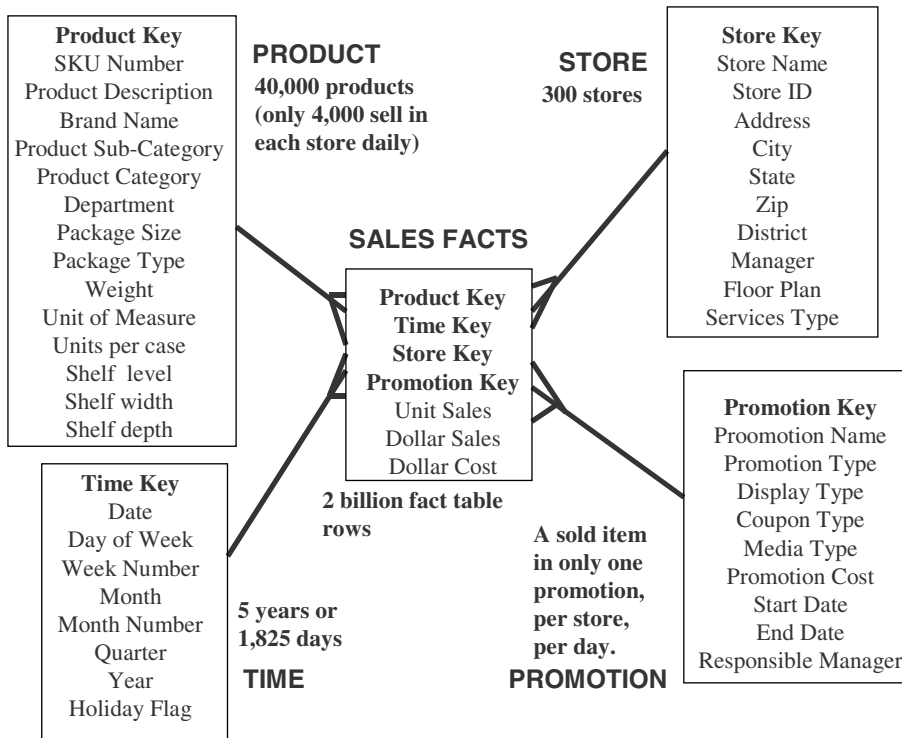 Product Key
SKU Number
Product Description
Brand Name
Product Sub-Category
Product Category
Department
Package Size
Package Type
Weight
Unit of Measure
Units per case
Shelf level
Shelf width
Shelf depth
PRODUCT
40,000 products
(only 4,000 sell in
each store daily)
STORE
300 stores
Store Key
Store Name
Store ID
Address
City
State
Zip
District
Manager
Floor Plan
Services Type
SALES FACTS
Product Key
Time Key
Store Key
Promotion Key
Unit Sales
Dollar Sales
Dollar Cost
2 billion fact table
rows
Time Key
Date
Day of Week
Week Number
Month
Month Number
Quarter
Year
Holiday Flag
5 years or
1,825 days
TIME
A sold item
in only one
promotion,
per store,
per day.
PROMOTION
Promotion Key
Proomotion Name
Promotion Type
Display Type
Coupon Type
Media Type
Promotion Cost
Start Date
End Date
Responsible Manager